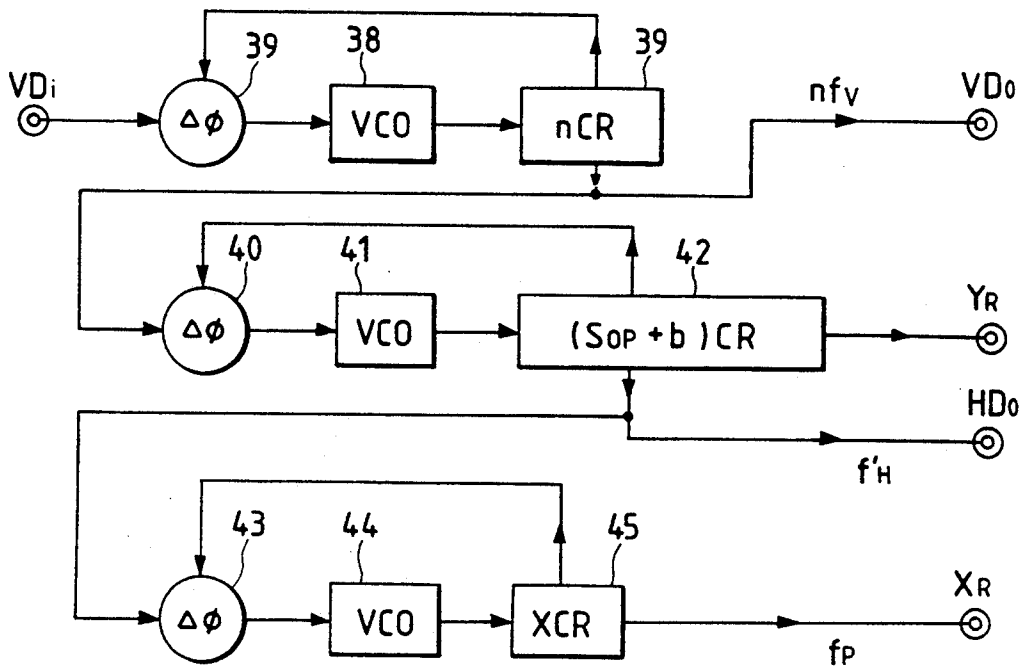 39
38
39
VDi
Δφ
VCO
nCR
nfV
VDO
40
41
42
Δφ
VCO
(SOP + b) CR
YR
HDO
f'H
43
44
45
Δφ
VCO
XCR
XR
fP